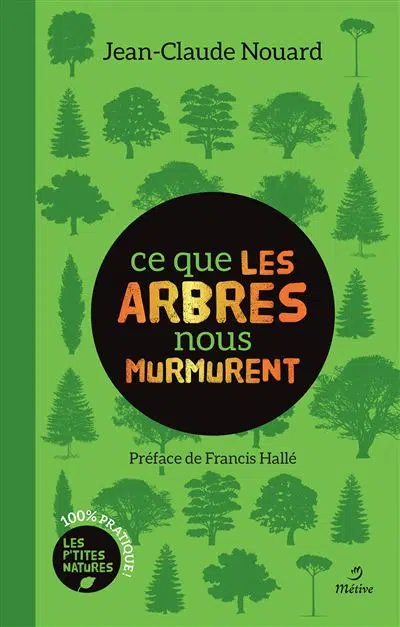 Jean-Claude Nouard
ce que LES
ARBRES
nous
MURMURENT
Préface de Francis Hallé
100% PRATIQUE !
LES
P'TITES
NATURES
Métive